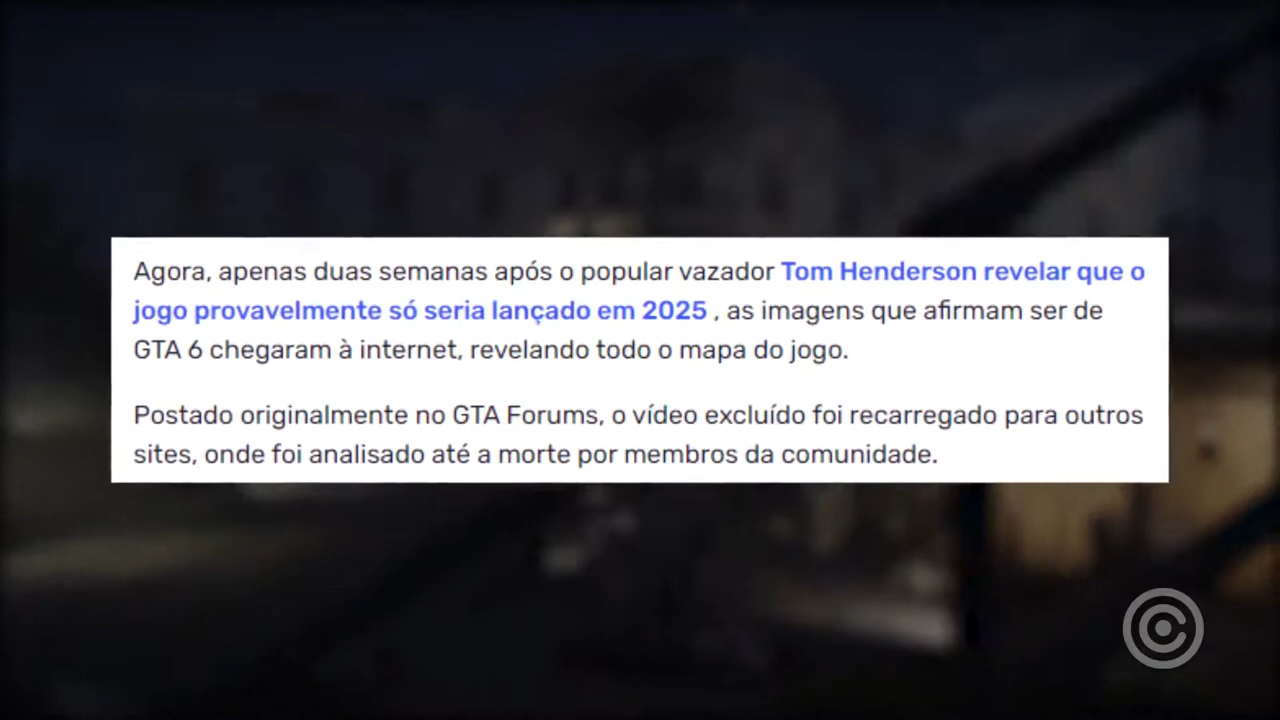 Agora, apenas duas semanas após o popular vazador Tom Henderson revelar que o
jogo provavelmente só seria lançado em 2025 , as imagens que afirmam ser de
GTA 6 chegaram à internet, revelando todo o mapa do jogo.
Postado originalmente no GTA Forums, o vídeo excluído foi recarregado para outros
sites, onde foi analisado até a morte por membros da comunidade.